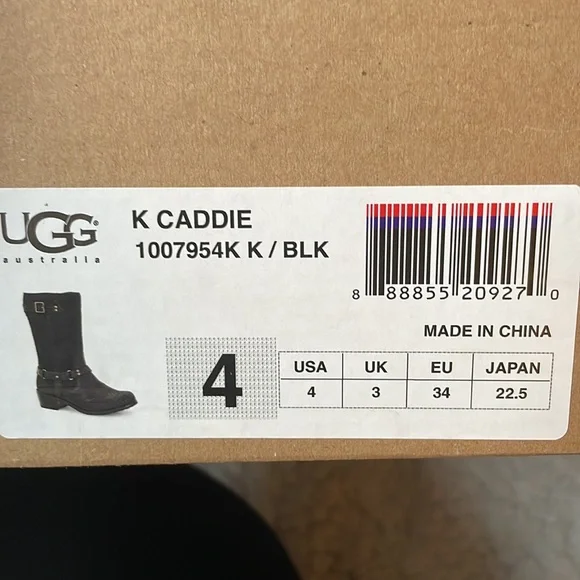 UGG®
australia
K CADDIE
1007954K K / BLK
8 88855 20927 0
MADE IN CHINA
4
USA UK EU JAPAN
4 3 34 22.5